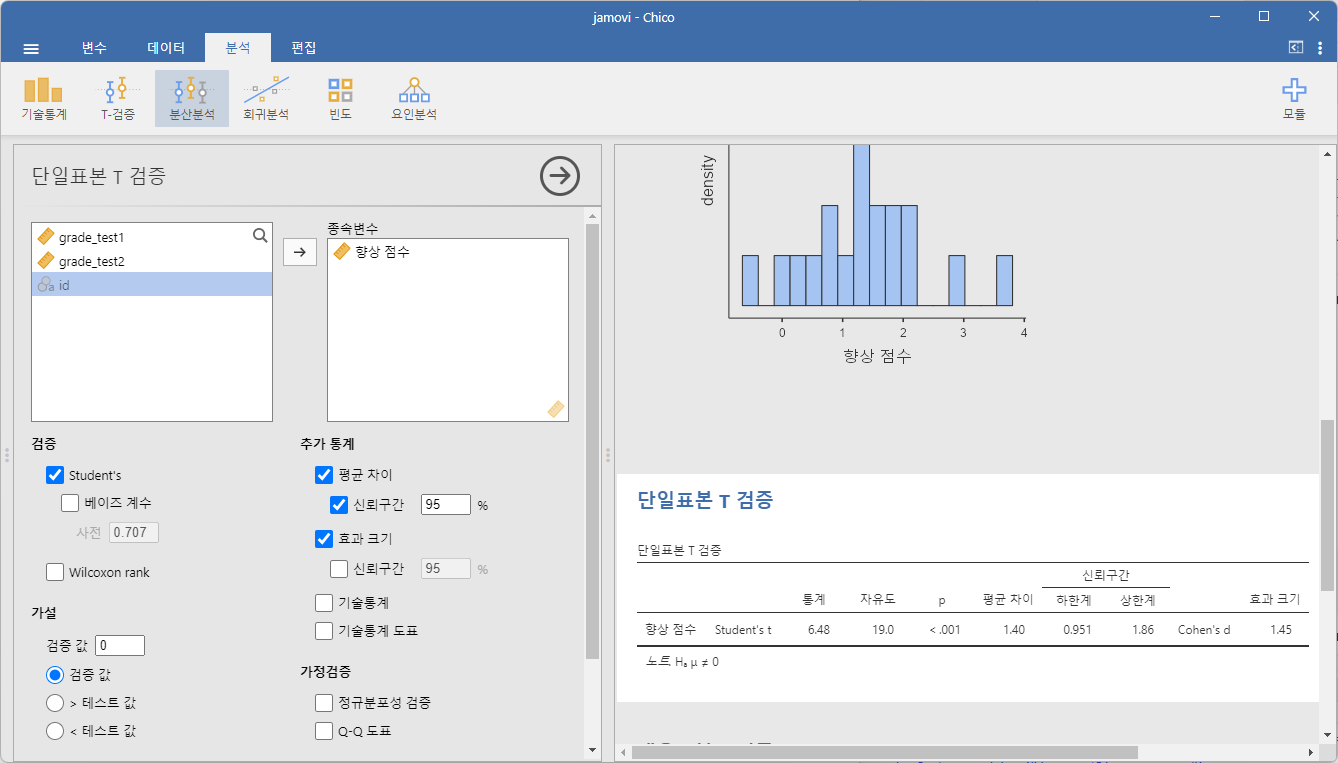 jamovi - Chico
변수 데이터 분석 편집
기술통계 T-검증 분산분석 회귀분석 빈도 요인분석 모듈
단일표본 T 검증
grade_test1
grade_test2
id
종속변수
향상 점수
검증
Student's
베이즈 계수
사전 0.707
Wilcoxon rank
가설
검증 값 0
검증 값
> 테스트 값
< 테스트 값
추가 통계
평균 차이
신뢰구간 95 %
효과 크기
신뢰구간 95 %
기술통계
기술통계 도표
가정검증
정규분포성 검증
Q-Q 도표
density
0 1 2 3 4
향상 점수
단일표본 T 검증
단일표본 T 검증
신뢰구간
통계 자유도 p 평균 차이 하한계 상한계 효과 크기
향상 점수 Student's t 6.48 19.0 < .001 1.40 0.951 1.86 Cohen's d 1.45
노트 Hₐ μ ≠ 0